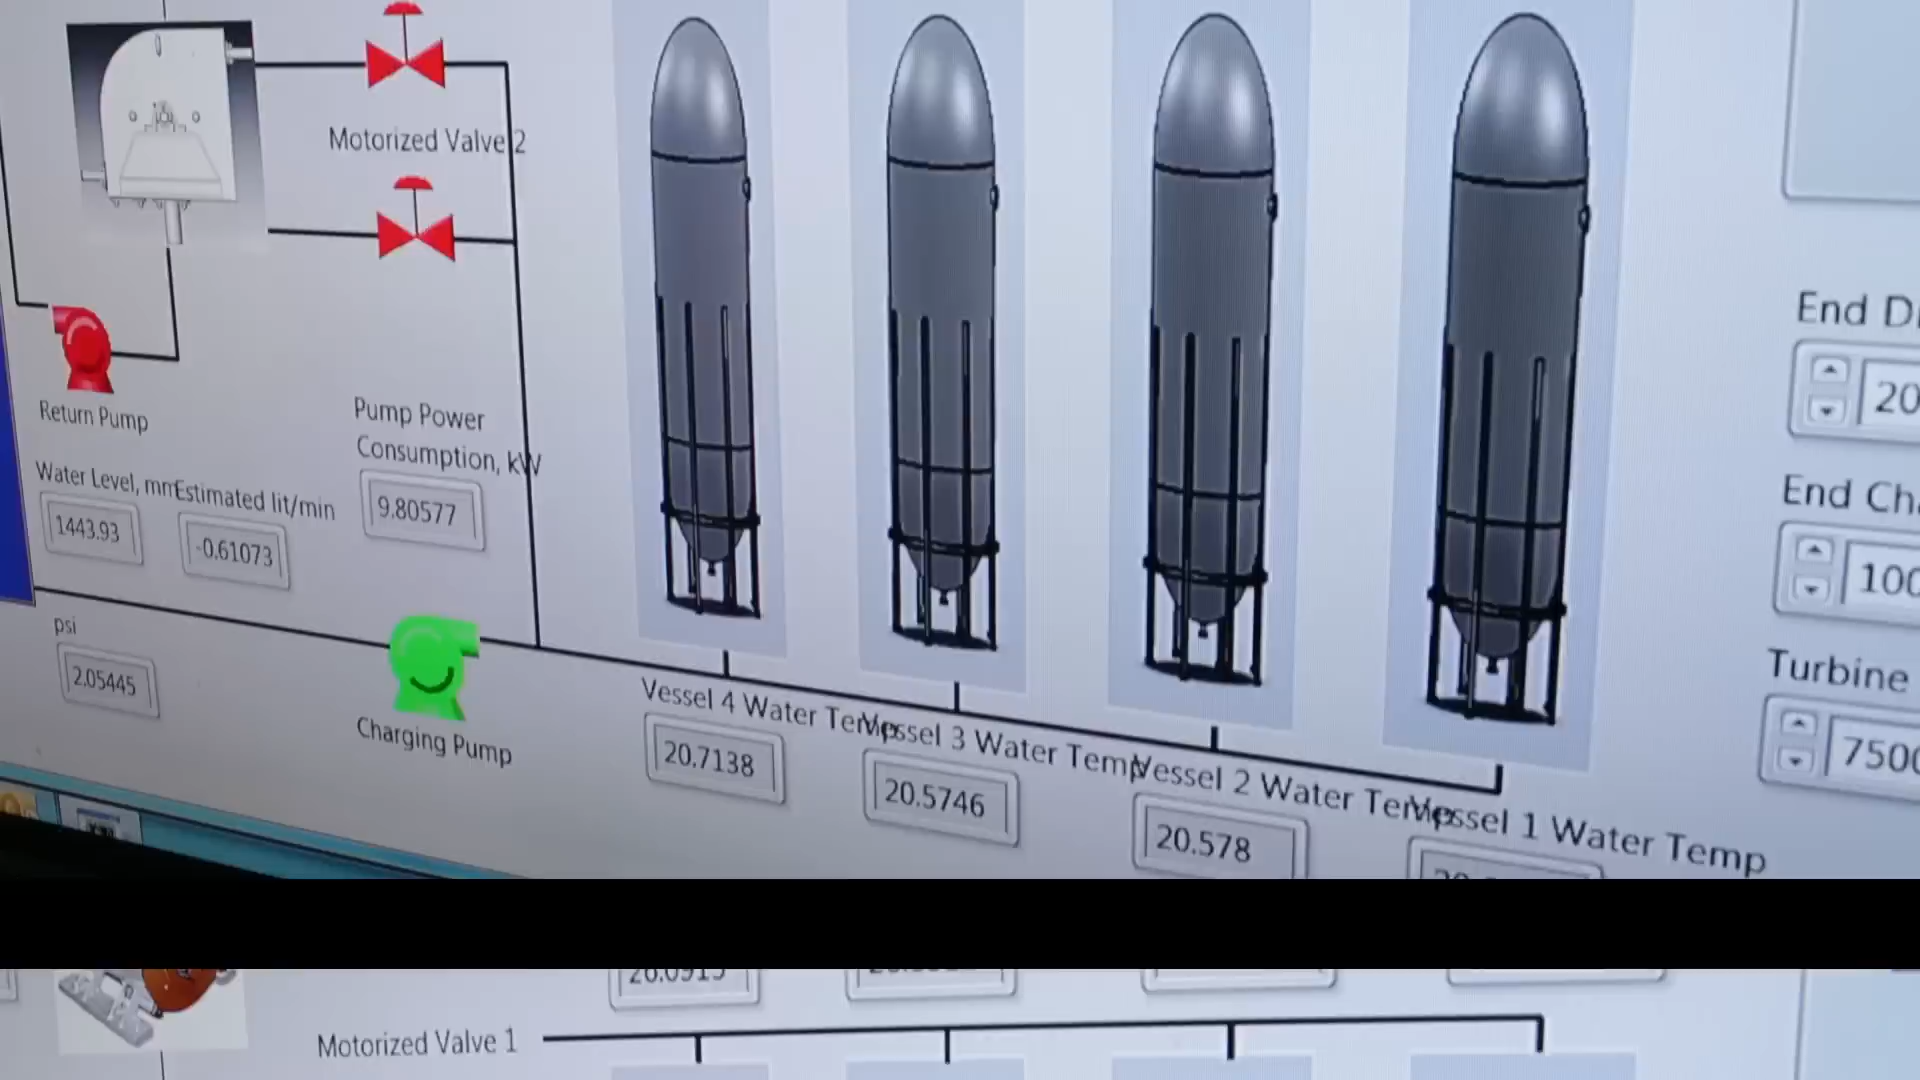 Motorized Valve 2
Return Pump
Pump Power
Consumption, kW
9.80577
Water Level, mm
Estimated lit/min
1443.93
-0.61073
psi
2.05445
Charging Pump
Vessel 4 Water Temp
20.7138
Vessel 3 Water Temp
20.5746
Vessel 2 Water Temp
20.578
Vessel 1 Water Temp
End
20
End
100
Turbine
7500
Motorized Valve 1